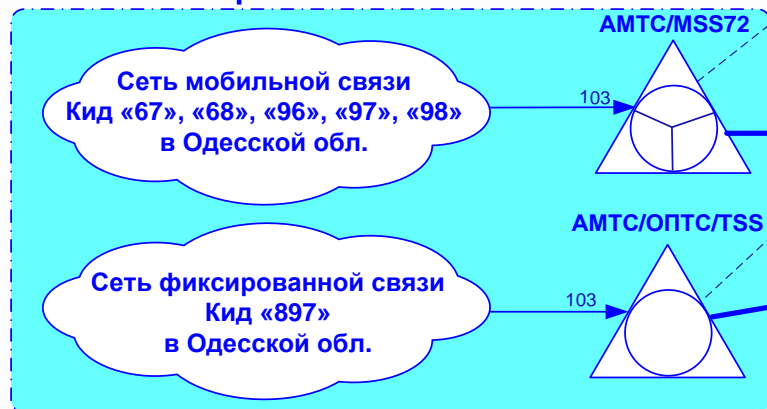 АМТС/MSS72
Сеть мобильной связи
Кид «67», «68», «96», «97», «98»
в Одесской обл.
103
АМТС/ОПТС/TSS
Сеть фиксированной связи
Кид «897»
в Одесской обл.
103